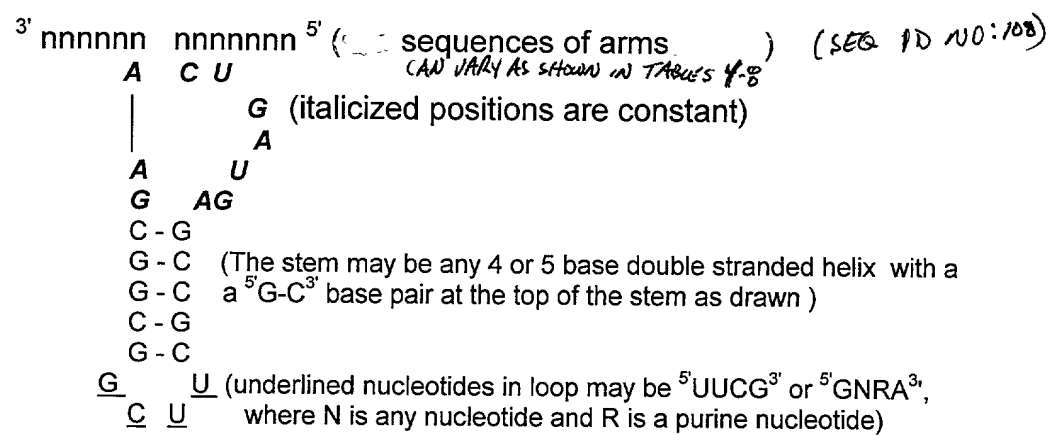 3' nnnnnn nnnnnnn 5' ( sequences of arms ) (SEQ ID NO:108)
A C U CAN VARY AS SHOWN IN TABLES 4-8
G (italicized positions are constant)
A
A U
G AG
C - G
G - C (The stem may be any 4 or 5 base double stranded helix with a
G - C a 5'G-C3' base pair at the top of the stem as drawn )
C - G
G - C
G U (underlined nucleotides in loop may be 5'UUCG3' or 5'GNRA3',
C U where N is any nucleotide and R is a purine nucleotide)